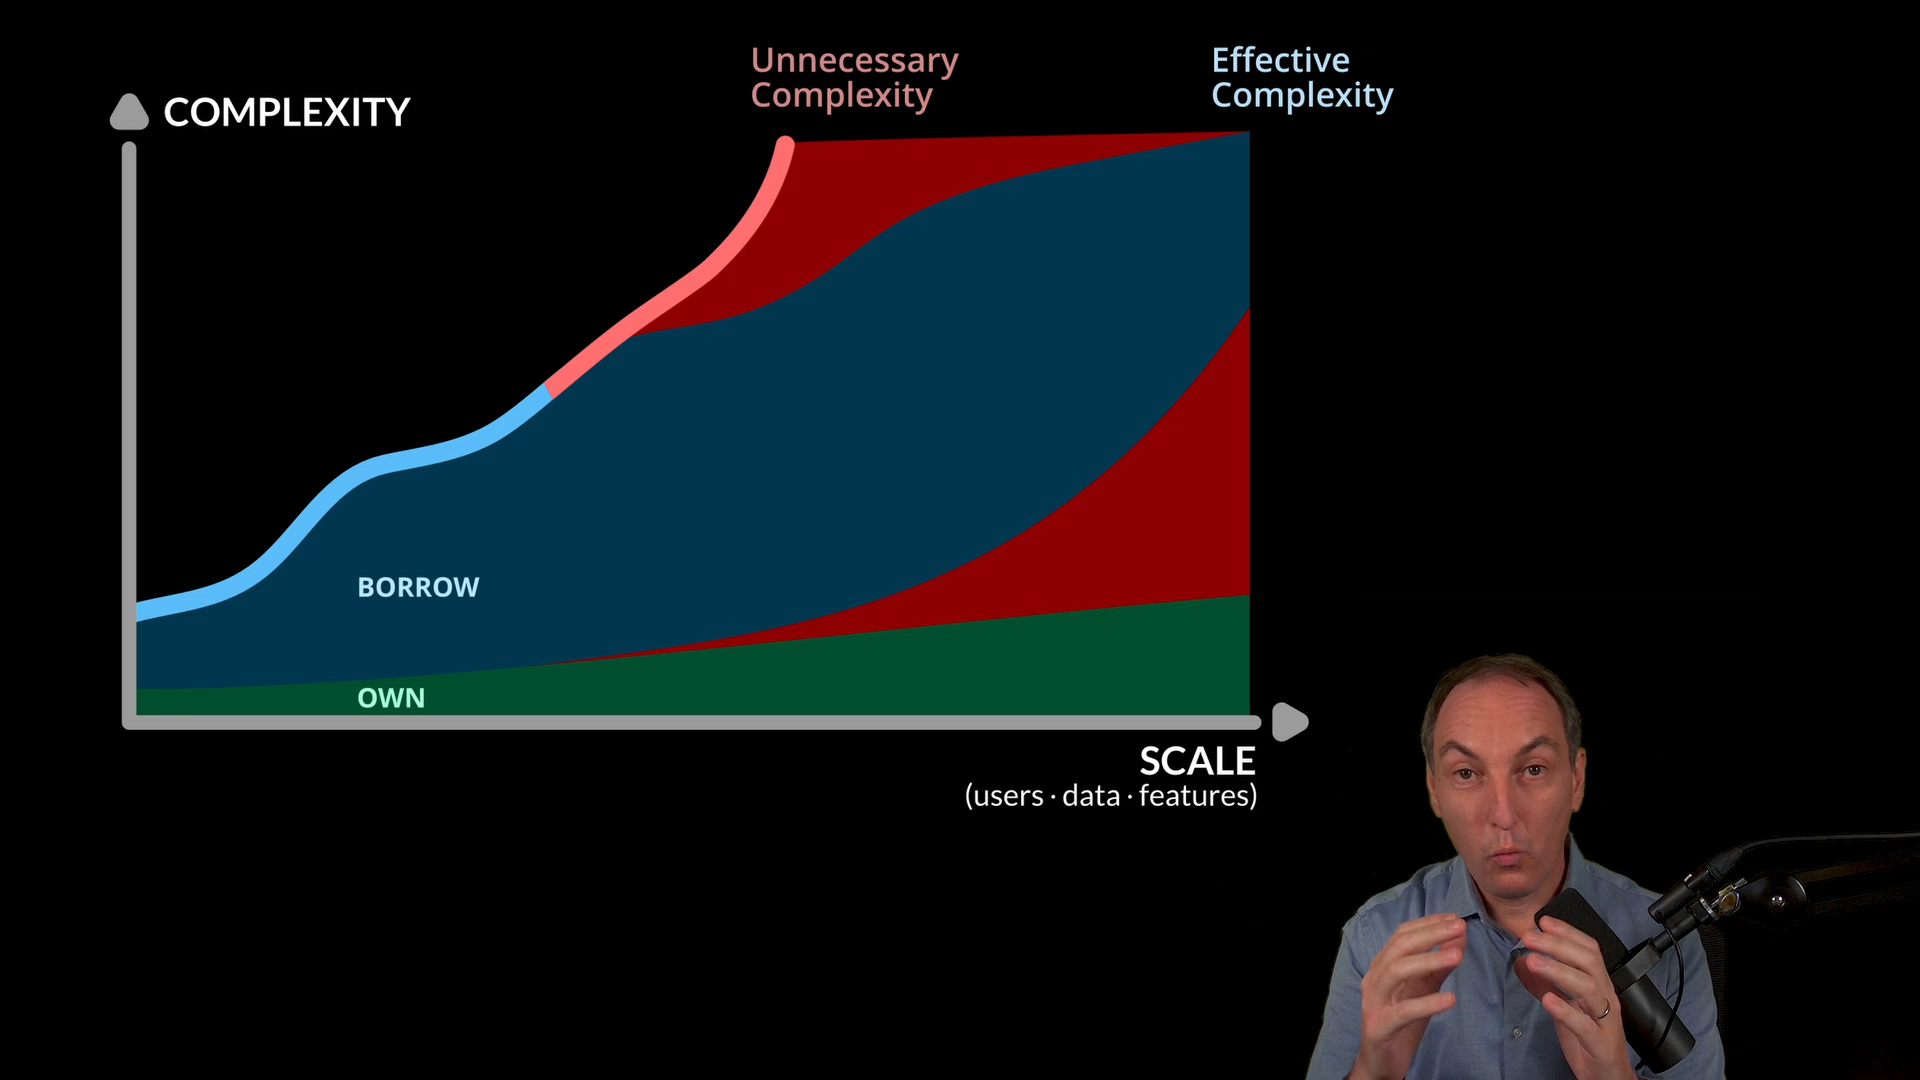 Unnecessary
Complexity
Effective
Complexity
COMPLEXITY
BORROW
OWN
SCALE
(users · data · features)